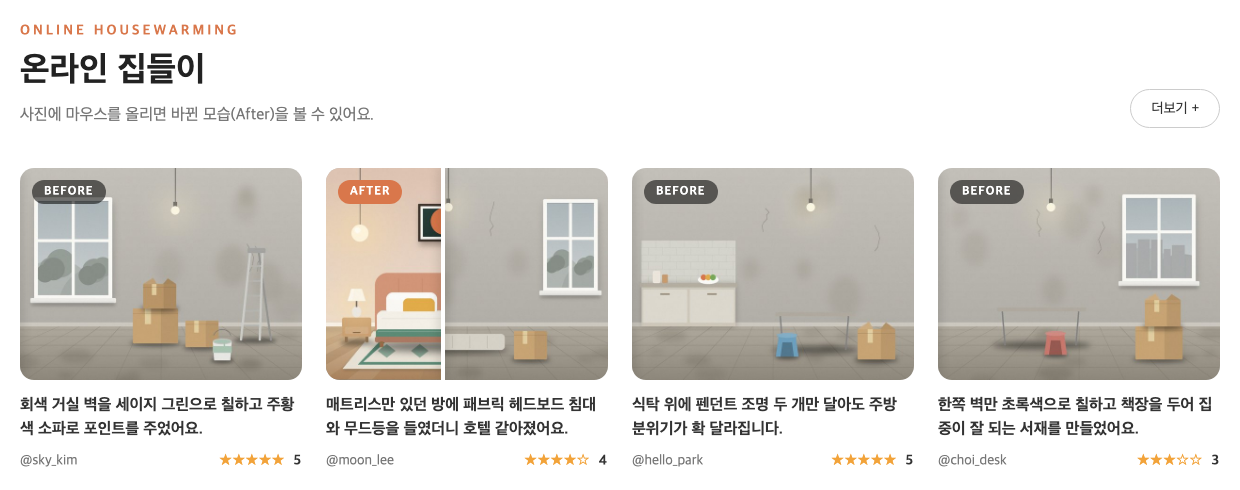 ONLINE HOUSEWARMING
온라인 집들이
사진에 마우스를 올리면 바뀐 모습(After)을 볼 수 있어요.
더보기 +
BEFORE
회색 거실 벽을 세이지 그린으로 칠하고 주황
색 소파로 포인트를 주었어요.
@sky_kim
★★★★★ 5
AFTER
매트리스만 있던 방에 패브릭 헤드보드 침대
와 무드등을 들였더니 호텔 같아졌어요.
@moon_lee
★★★★☆ 4
BEFORE
식탁 위에 펜던트 조명 두 개만 달아도 주방
분위기가 확 달라집니다.
@hello_park
★★★★★ 5
BEFORE
한쪽 벽만 초록색으로 칠하고 책장을 두어 집
중이 잘 되는 서재를 만들었어요.
@choi_desk
★★★☆☆ 3